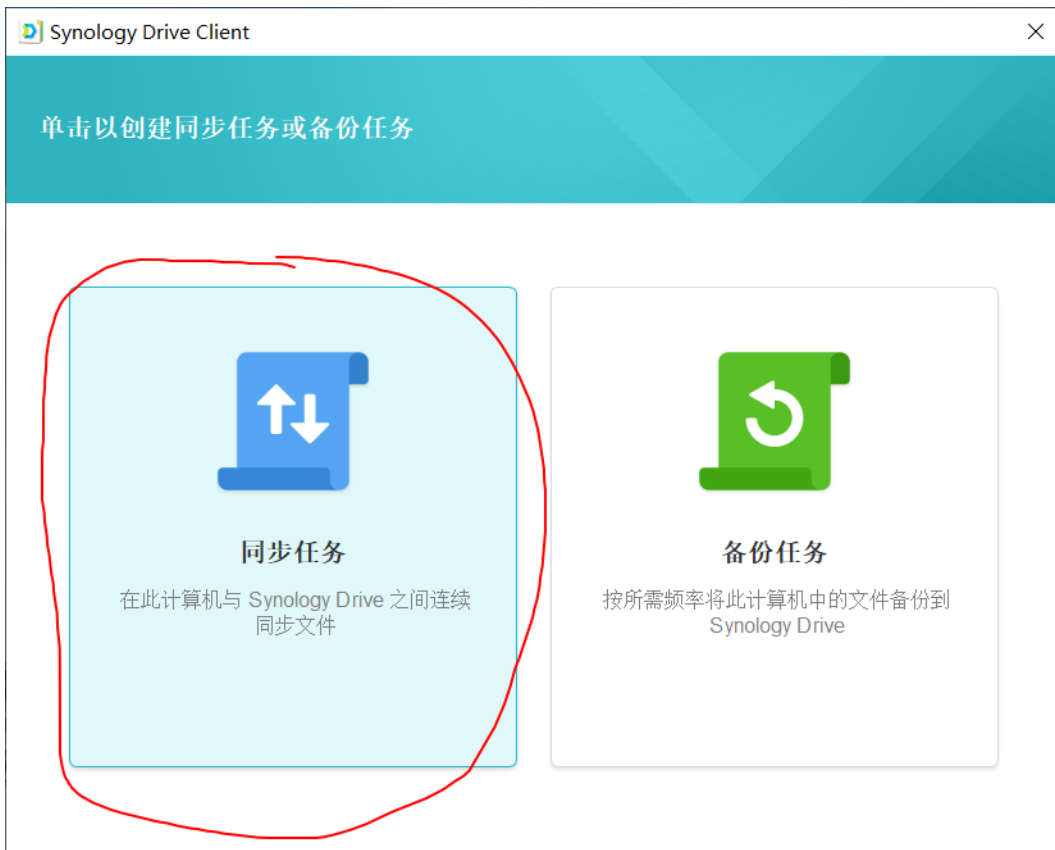 Synology Drive Client
单击以创建同步任务或备份任务
同步任务
在此计算机与 Synology Drive 之间连续
同步文件
备份任务
按所需频率将此计算机中的文件备份到
Synology Drive